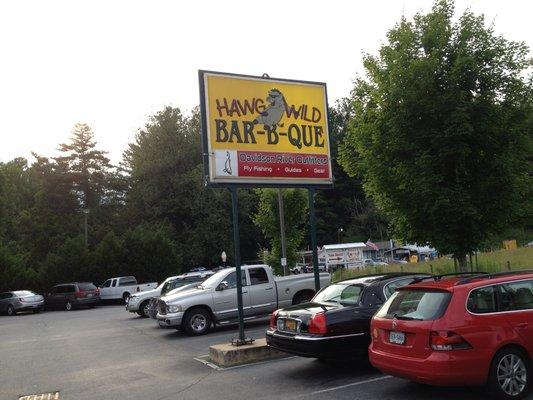 HAWG WILD
BAR-B-QUE
Davidson River Outfitters
Fly Fishing • Guides • Gear